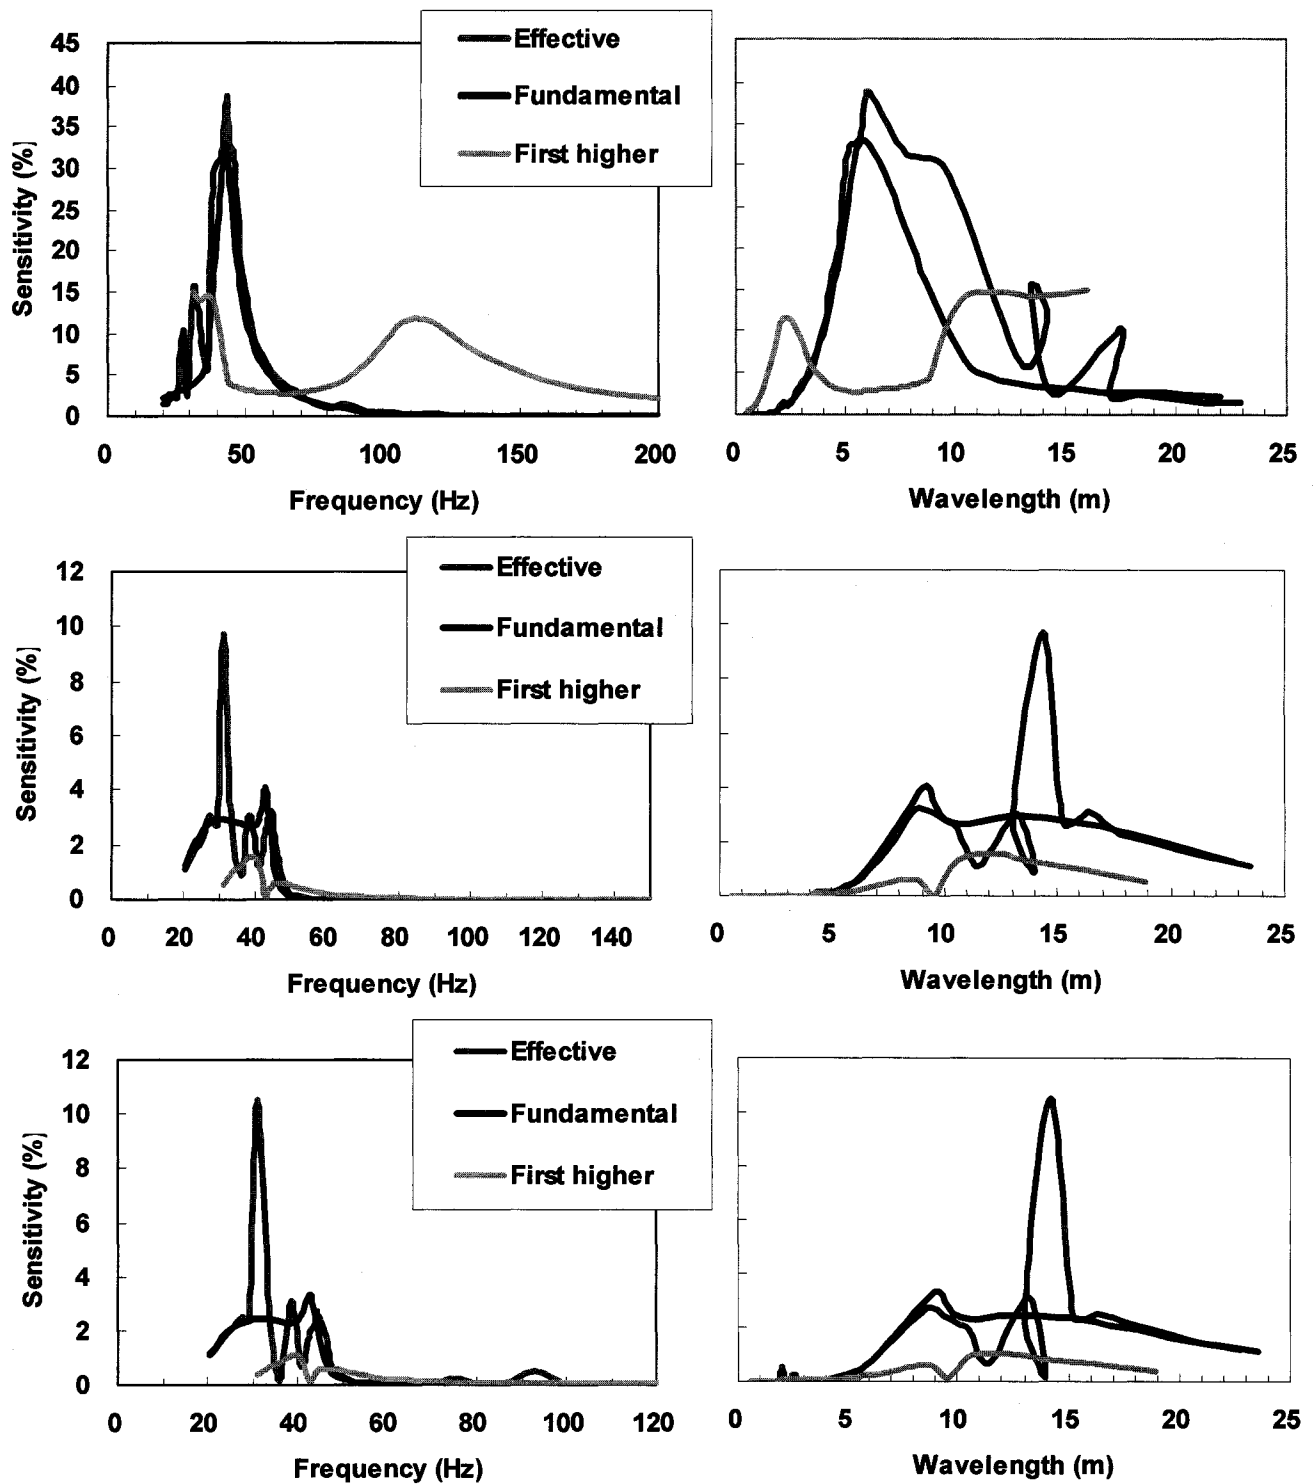 Effective
Fundamental
First higher
45
40
35
30
25
20
15
10
5
0
Sensitivity (%)
0 50 100 150 200
Frequency (Hz)
0 5 10 15 20 25
Wavelength (m)
Effective
Fundamental
First higher
12
10
8
6
4
2
0
Sensitivity (%)
0 20 40 60 80 100 120 140
Frequency (Hz)
0 5 10 15 20 25
Wavelength (m)
Effective
Fundamental
First higher
12
10
8
6
4
2
0
Sensitivity (%)
0 20 40 60 80 100 120
Frequency (Hz)
0 5 10 15 20 25
Wavelength (m)